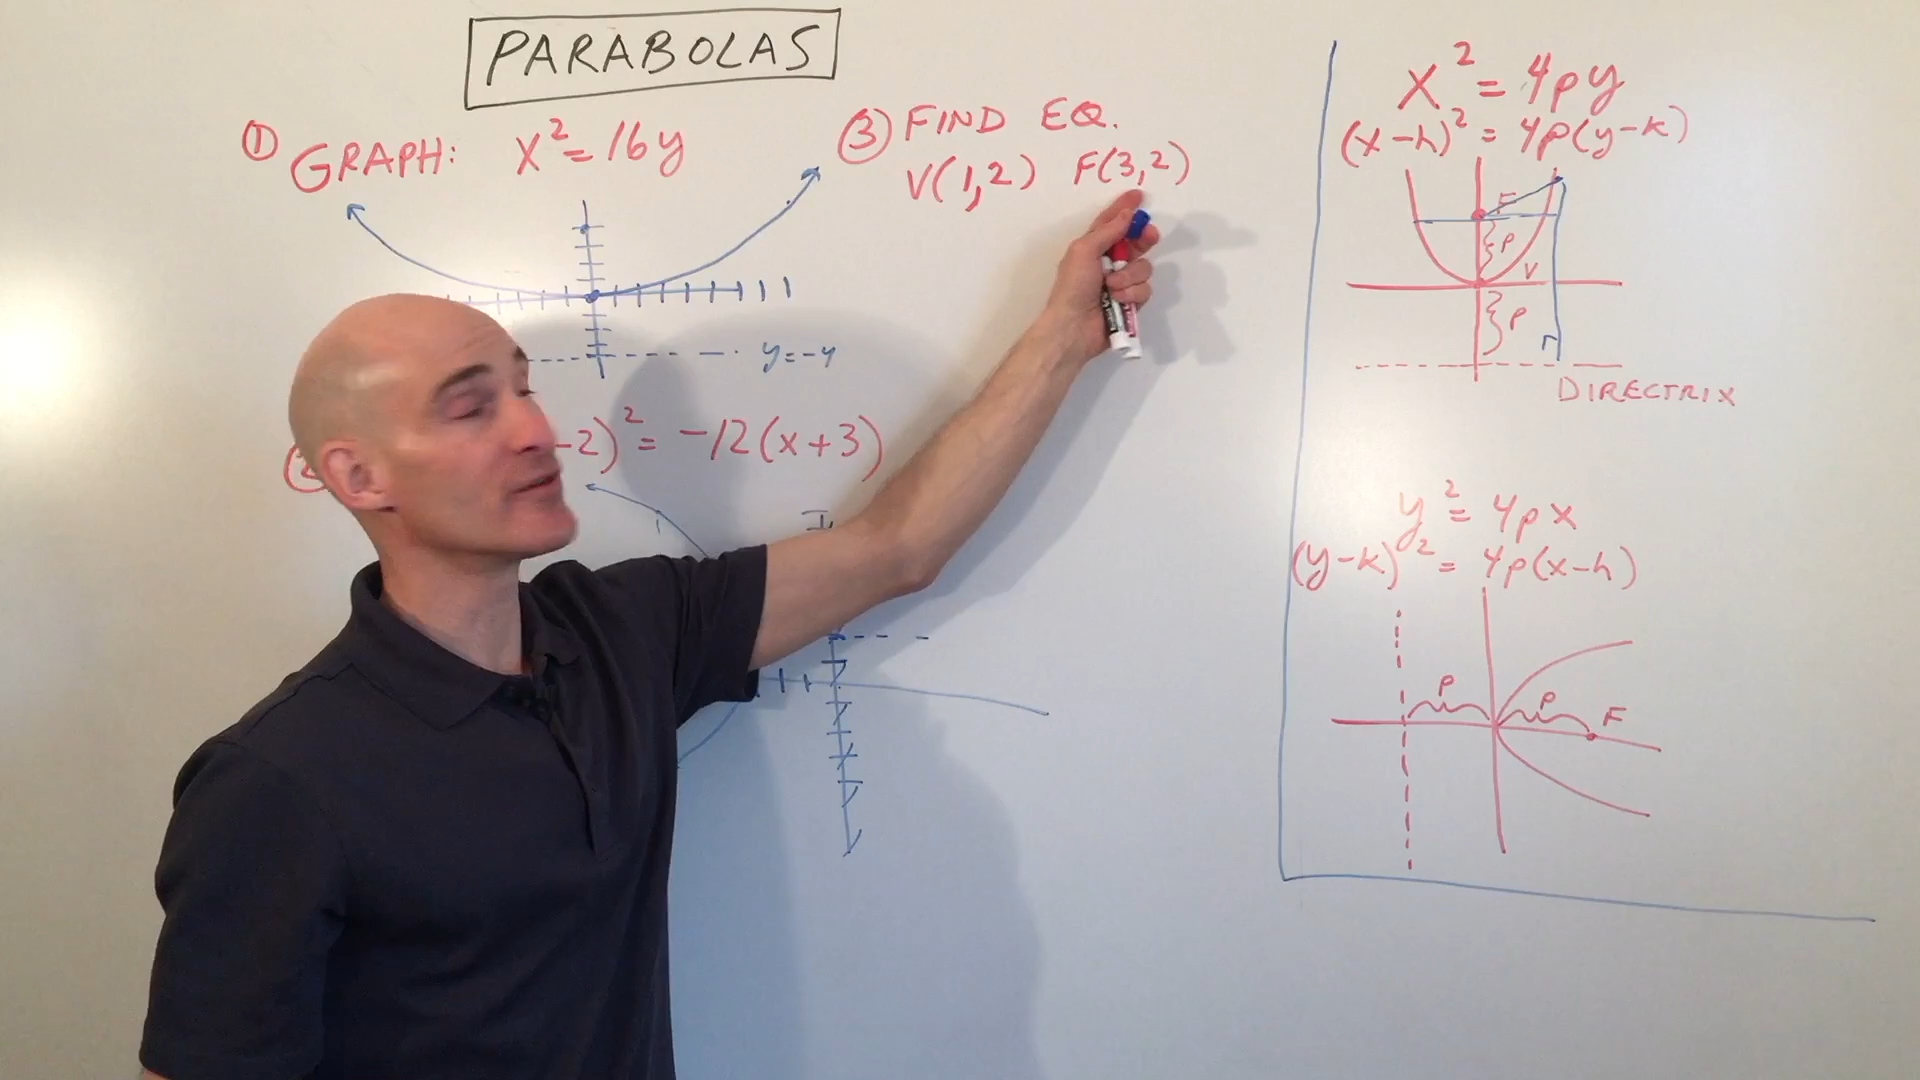 PARABOLAS
① GRAPH: x²=16y
y=-4
-2)² = -12(x+3)
③ FIND EQ.
V(1,2) F(3,2)
x² = 4py
(x-h)² = 4p(y-k)
F
P
V
P
DIRECTRIX
y² = 4px
(y-k)² = 4p(x-h)
P P F